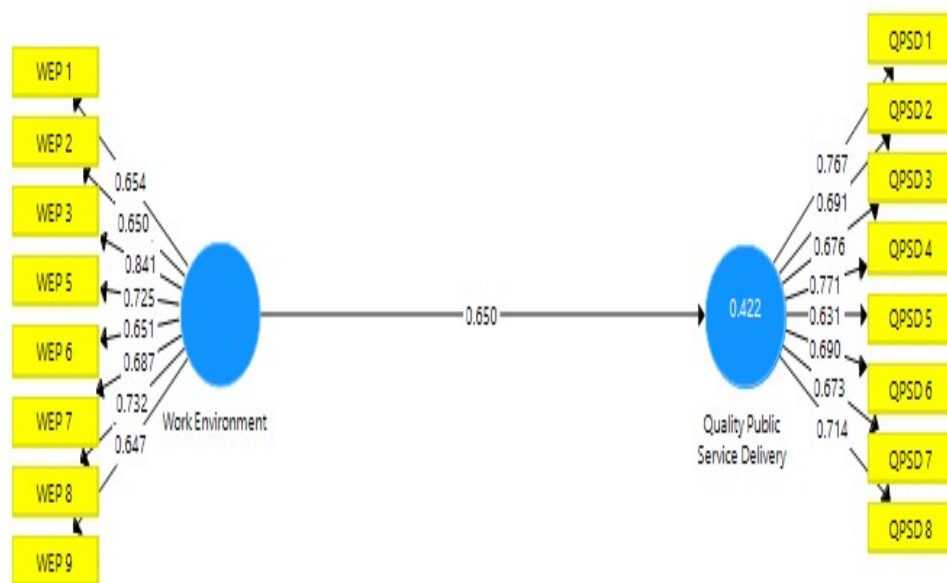 WEP 1
WEP 2
WEP 3
WEP 5
WEP 6
WEP 7
WEP 8
WEP 9
0.654
0.650
0.841
0.725
0.651
0.687
0.732
0.647
Work Environment
0.650
0.422
Quality Public
Service Delivery
0.767
0.691
0.676
0.771
0.631
0.690
0.673
0.714
QPSD 1
QPSD 2
QPSD 3
QPSD 4
QPSD 5
QPSD 6
QPSD 7
QPSD 8